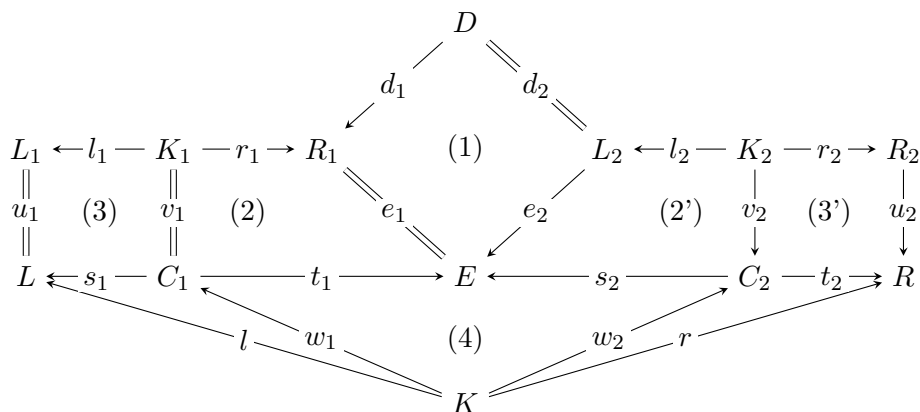 D
d₁ d₂
L₁ l₁ K₁ r₁ R₁ (1) L₂ l₂ K₂ r₂ R₂
u₁ (3) v₁ (2) e₁ e₂ (2') v₂ (3') u₂
L s₁ C₁ t₁ E s₂ C₂ t₂ R
l w₁ (4) w₂ r
K